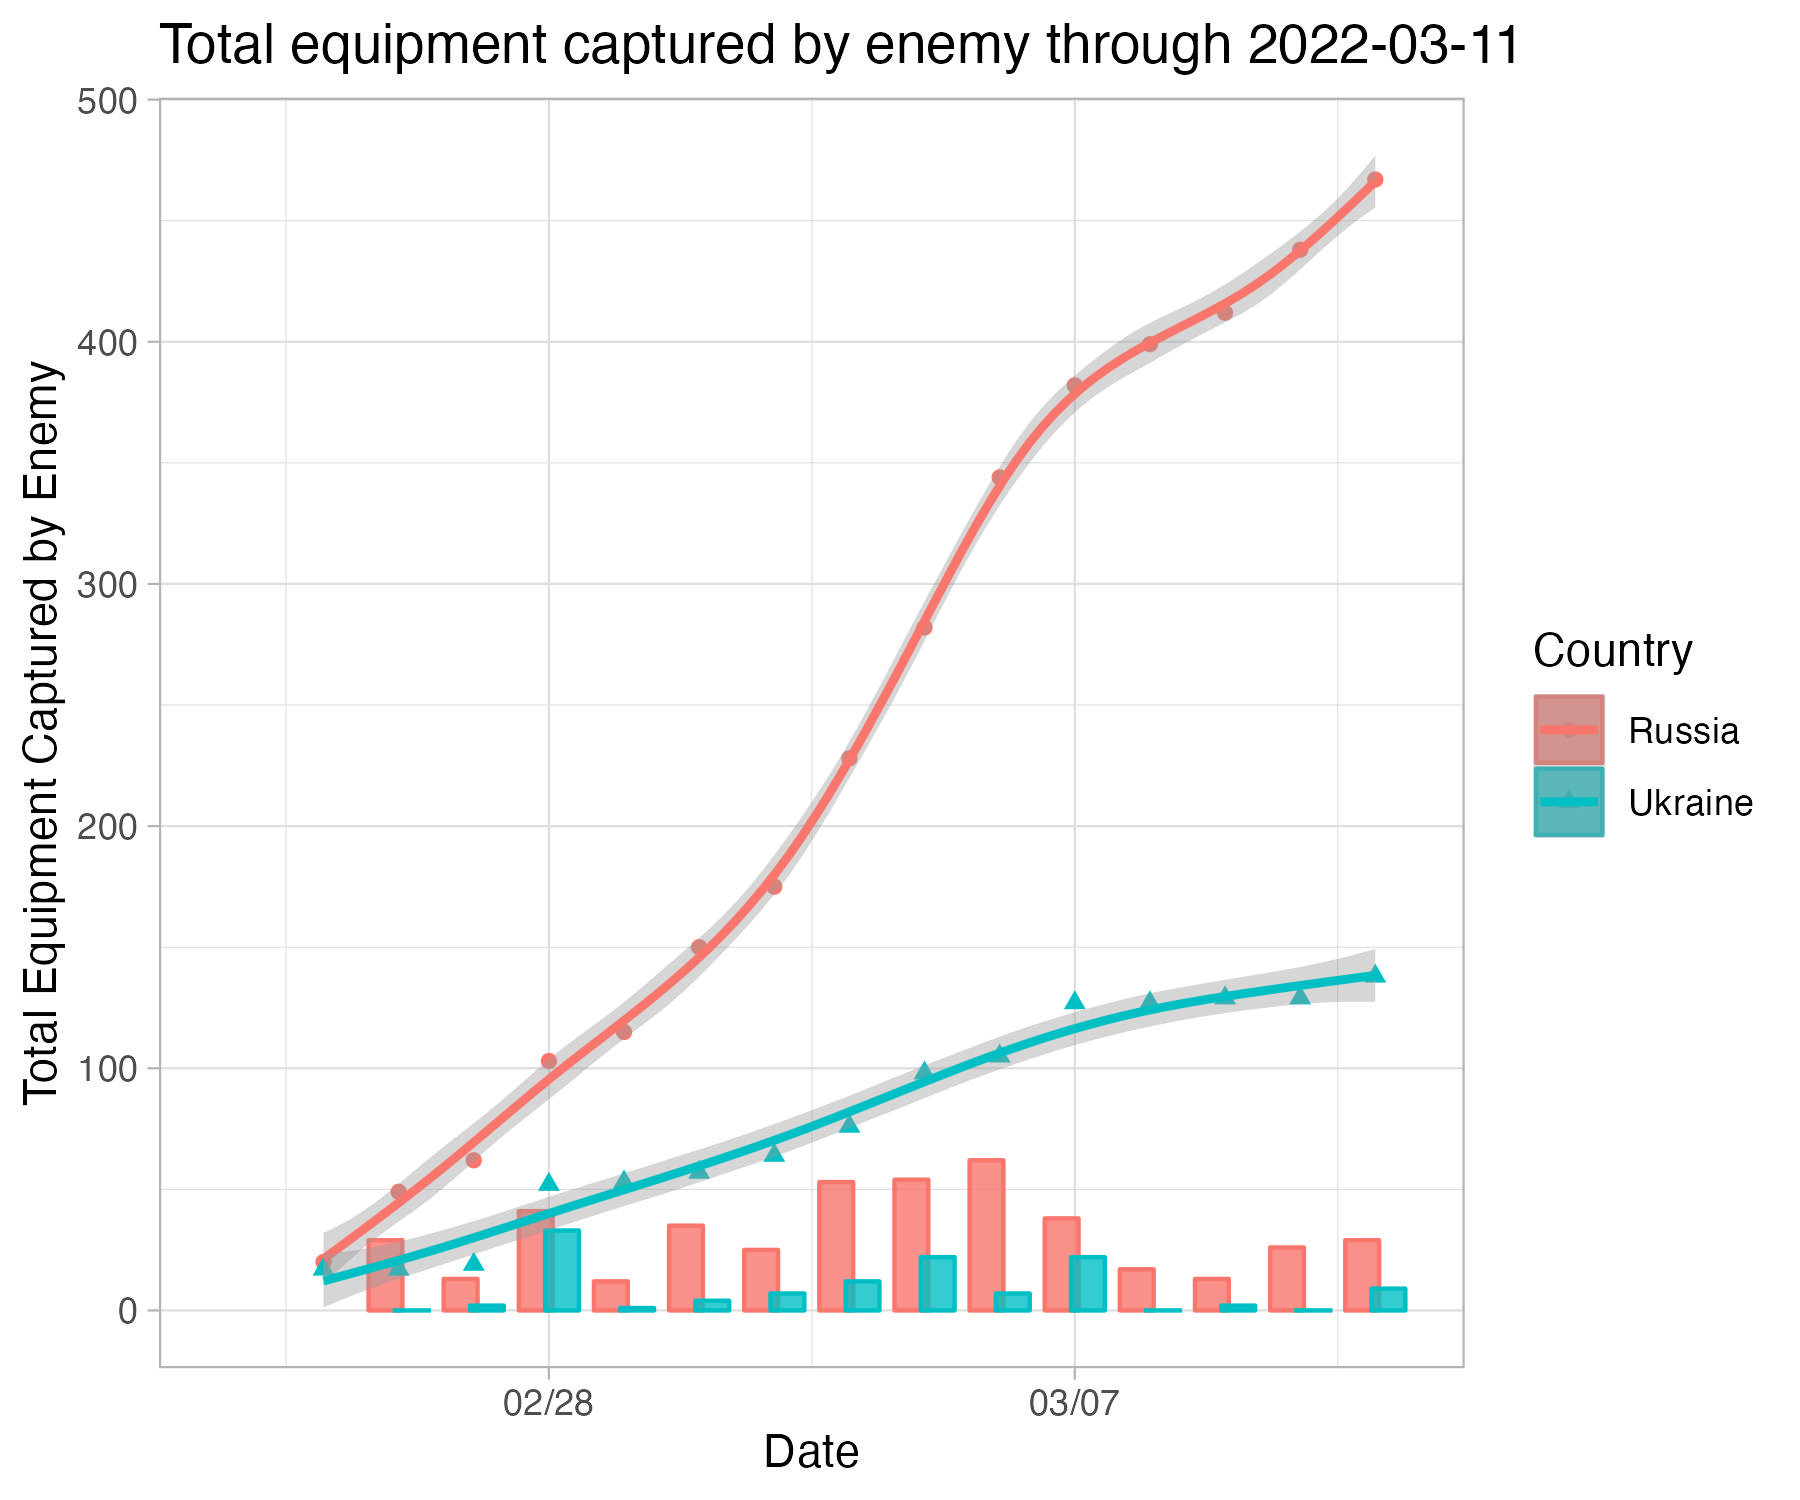 Total equipment captured by enemy through 2022-03-11
Total Equipment Captured by Enemy
500
400
300
200
100
0
02/28
03/07
Date
Country
Russia
Ukraine